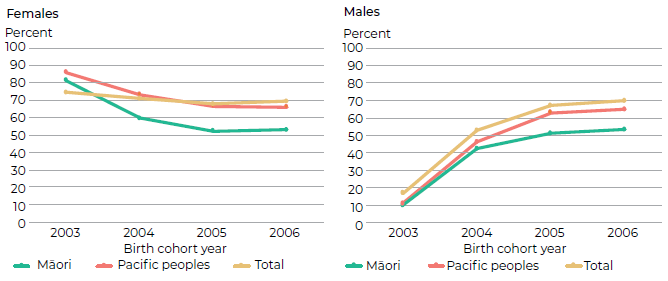 Females
Percent
100
90
80
70
60
50
40
30
20
10
0
2003 2004 2005 2006
Birth cohort year
Māori Pacific peoples Total
Males
Percent
100
90
80
70
60
50
40
30
20
10
0
2003 2004 2005 2006
Birth cohort year
Māori Pacific peoples Total